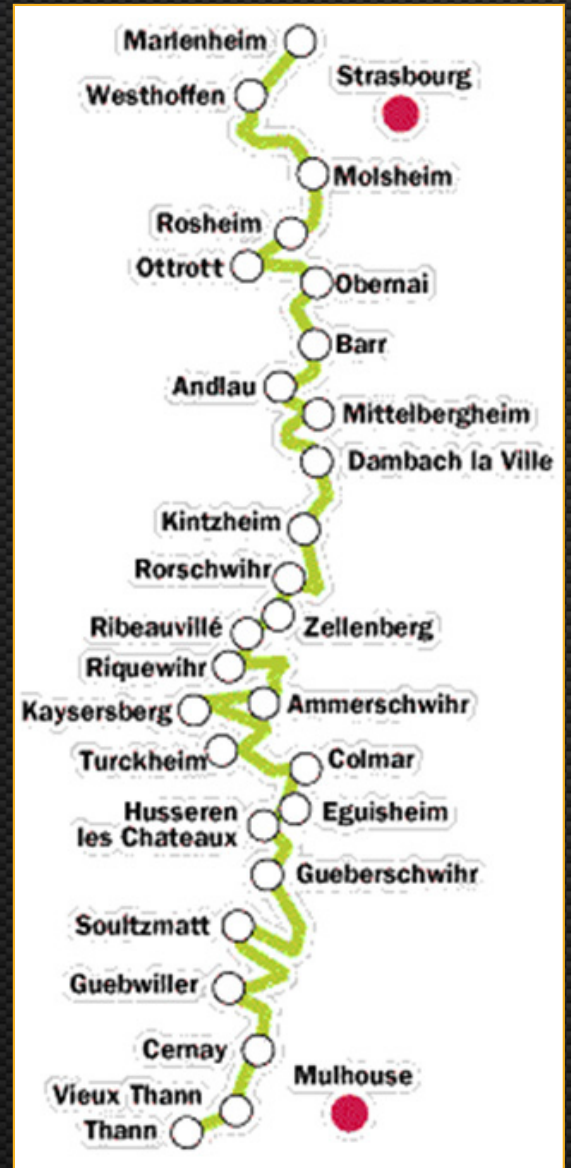 Marlenheim
Strasbourg
Westhoffen
Molsheim
Rosheim
Ottrott
Obernai
Barr
Andlau
Mittelbergheim
Dambach la Ville
Kintzheim
Rorschwihr
Ribeauvillé
Zellenberg
Riquewihr
Kaysersberg
Ammerschwihr
Turckheim
Colmar
Husseren
les Chateaux
Eguisheim
Gueberschwihr
Soultzmatt
Guebwiller
Cernay
Mulhouse
Vieux Thann
Thann